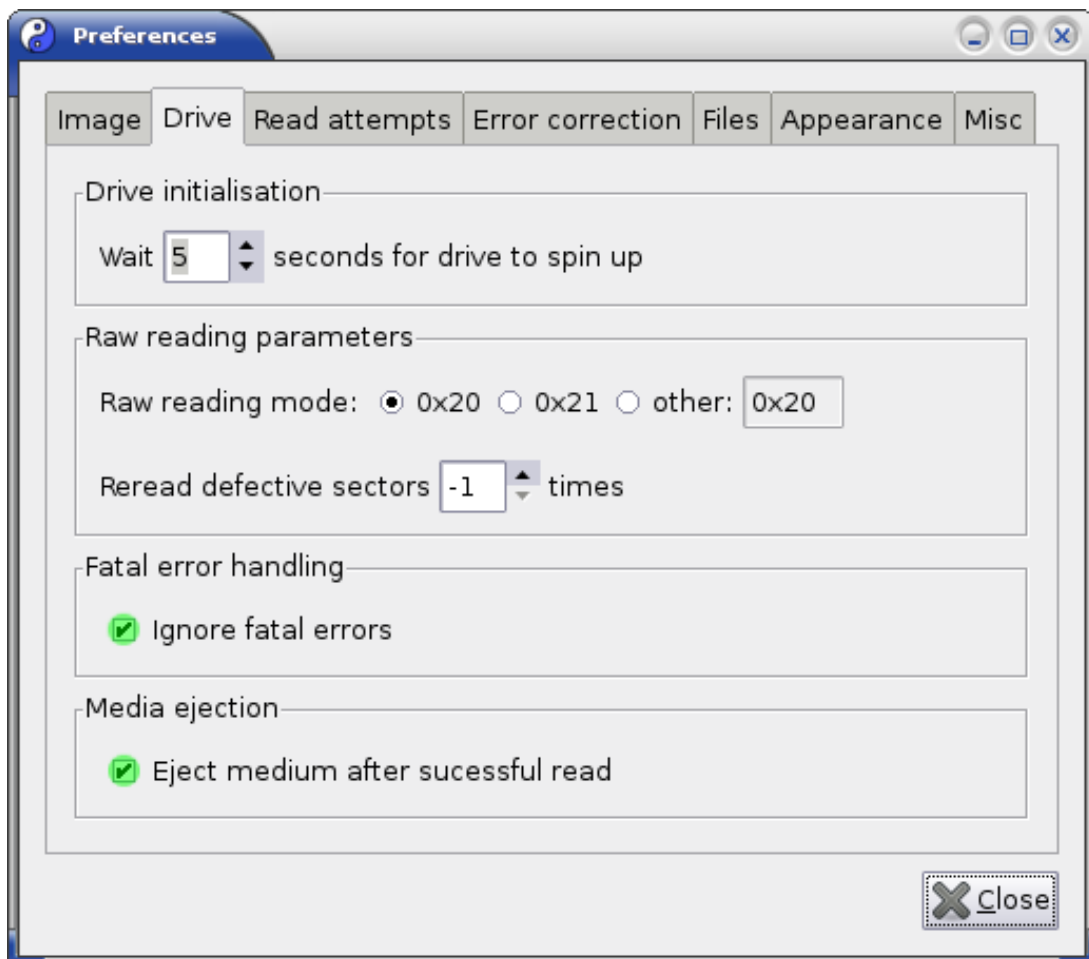 Preferences
Image Drive Read attempts Error correction Files Appearance Misc
Drive initialisation
Wait 5 seconds for drive to spin up
Raw reading parameters
Raw reading mode: 0x20 0x21 other: 0x20
Reread defective sectors -1 times
Fatal error handling
Ignore fatal errors
Media ejection
Eject medium after sucessful read
Close